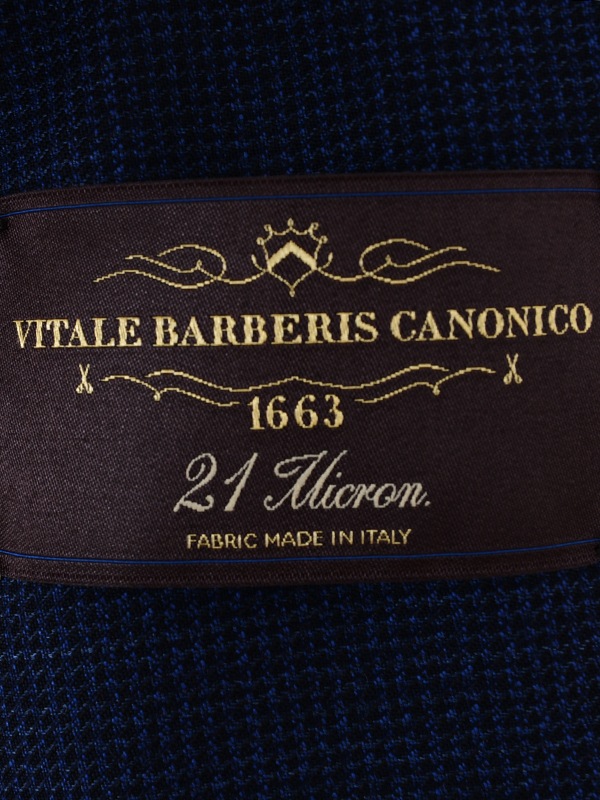 VITALE BARBERIS CANONICO
1663
21 Micron.
FABRIC MADE IN ITALY